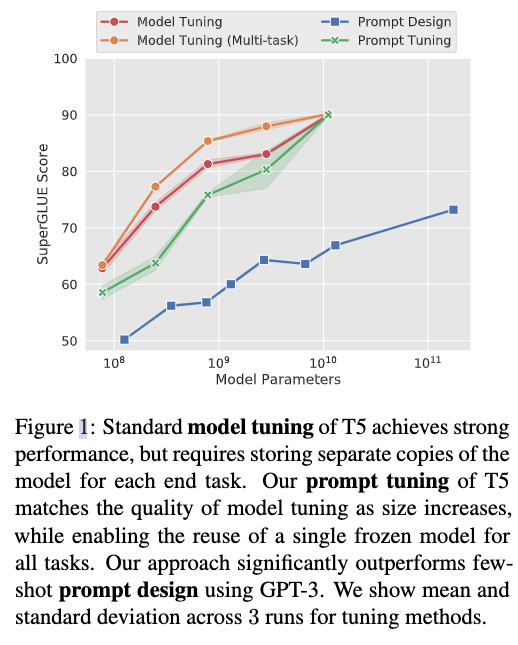 Model Tuning
Model Tuning (Multi-task)
Prompt Design
Prompt Tuning
100
90
80
70
60
50
SuperGLUE Score
10⁸
10⁹
10¹⁰
10¹¹
Model Parameters
Figure 1: Standard model tuning of T5 achieves strong
performance, but requires storing separate copies of the
model for each end task. Our prompt tuning of T5
matches the quality of model tuning as size increases,
while enabling the reuse of a single frozen model for
all tasks. Our approach significantly outperforms few-
shot prompt design using GPT-3. We show mean and
standard deviation across 3 runs for tuning methods.